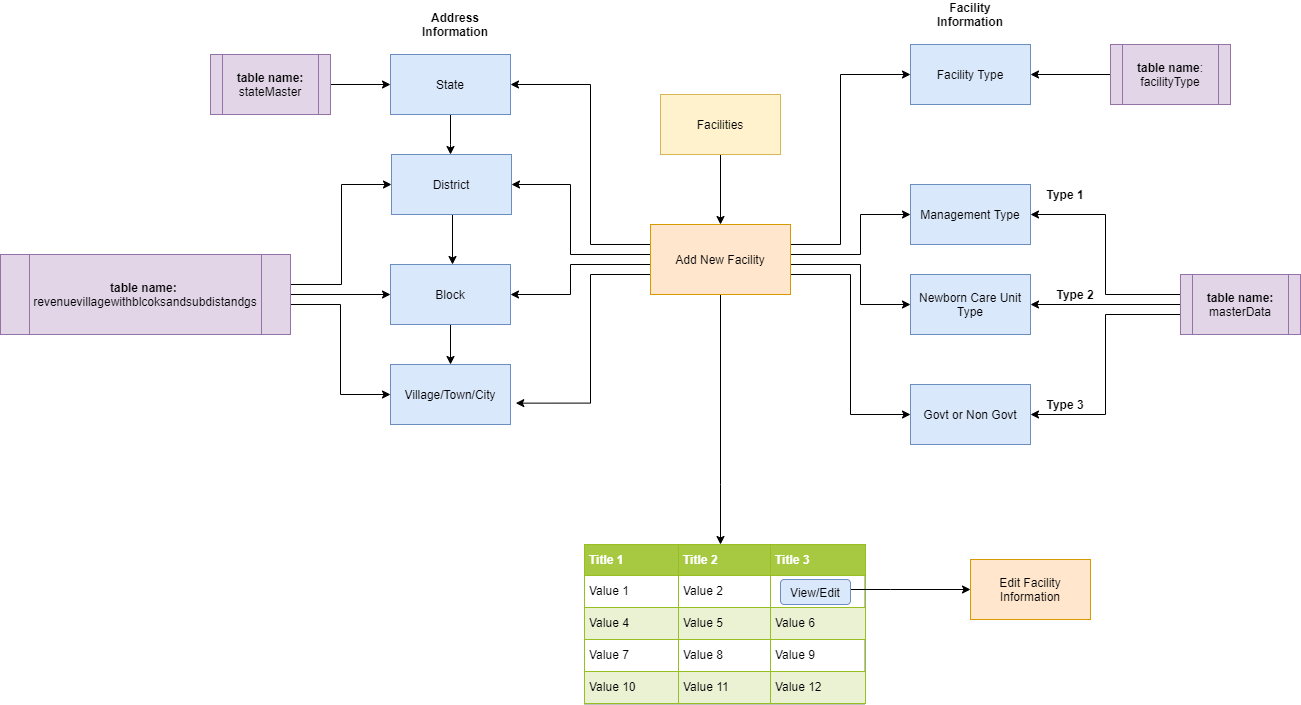 Address
Information
Facility
Information
table name:
stateMaster
State
Facilities
Facility Type
table name:
facilityType
District
Management Type
Type 1
Add New Facility
table name:
revenuevillagewithblcoksandsubdistandgs
Block
Newborn Care Unit
Type
Type 2
table name:
masterData
Village/Town/City
Govt or Non Govt
Type 3
Title 1 Title 2 Title 3
Value 1 Value 2 View/Edit
Value 4 Value 5 Value 6
Value 7 Value 8 Value 9
Value 10 Value 11 Value 12
Edit Facility
Information